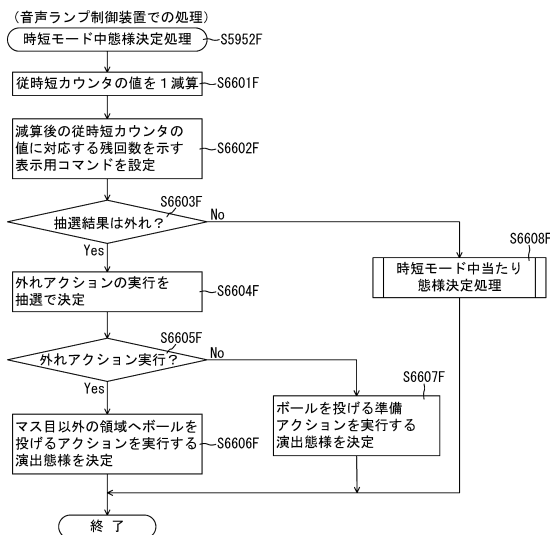 (音声ランプ制御装置での処理)
時短モード中態様決定処理
S5952F
従時短カウンタの値を1減算
S6601F
減算後の従時短カウンタの
値に対応する残回数を示す
表示用コマンドを設定
S6602F
S6603F
抽選結果は外れ?
No
Yes
S6608F
時短モード中当たり
態様決定処理
外れアクションの実行を
抽選で決定
S6604F
S6605F
外れアクション実行?
No
Yes
S6607F
ボールを投げる準備
アクションを実行する
演出態様を決定
マス目以外の領域へボールを
投げるアクションを実行する
演出態様を決定
S6606F
終了